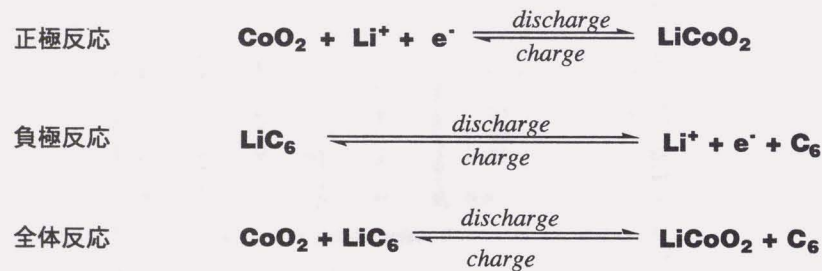 正極反応 CoO₂ + Li⁺ + e⁻ discharge charge LiCoO₂
負極反応 LiC₆ discharge charge Li⁺ + e⁻ + C₆
全体反応 CoO₂ + LiC₆ discharge charge LiCoO₂ + C₆